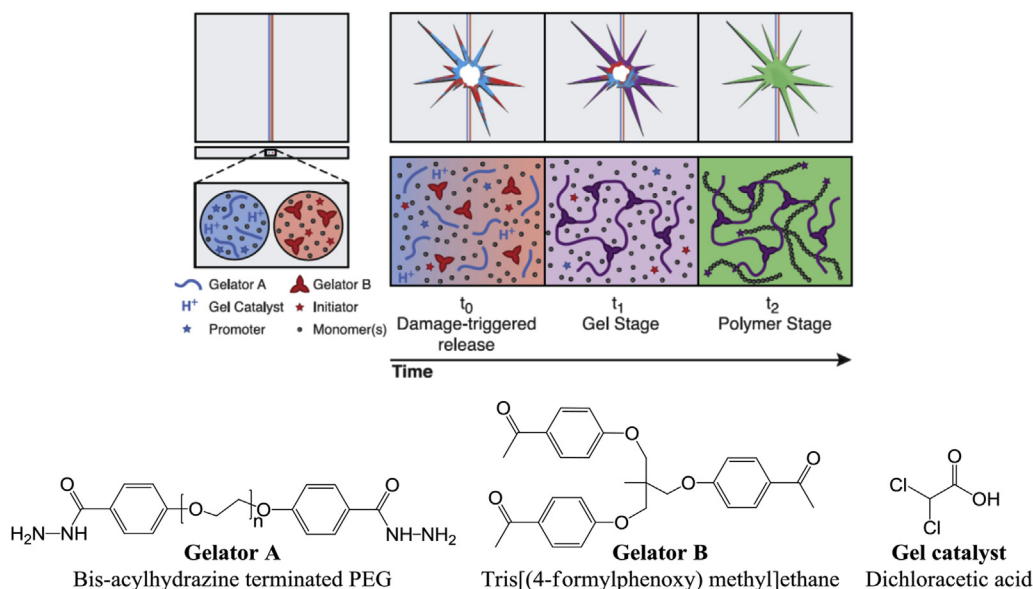 H+
H+
H+
H+
H+
H+
H+
Gelator A
Gelator B
H+ Gel Catalyst
Initiator
Promoter
Monomer(s)
t0
Damage-triggered
release
t1
Gel Stage
t2
Polymer Stage
Time
O
NH
H2N
O
n
O
O
NH-NH2
Gelator A
Bis-acylhydrazine terminated PEG
O
O
O
O
O
O
Gelator B
Tris[(4-formylphenoxy) methyl]ethane
Cl
O
OH
Cl
Gel catalyst
Dichloracetic acid